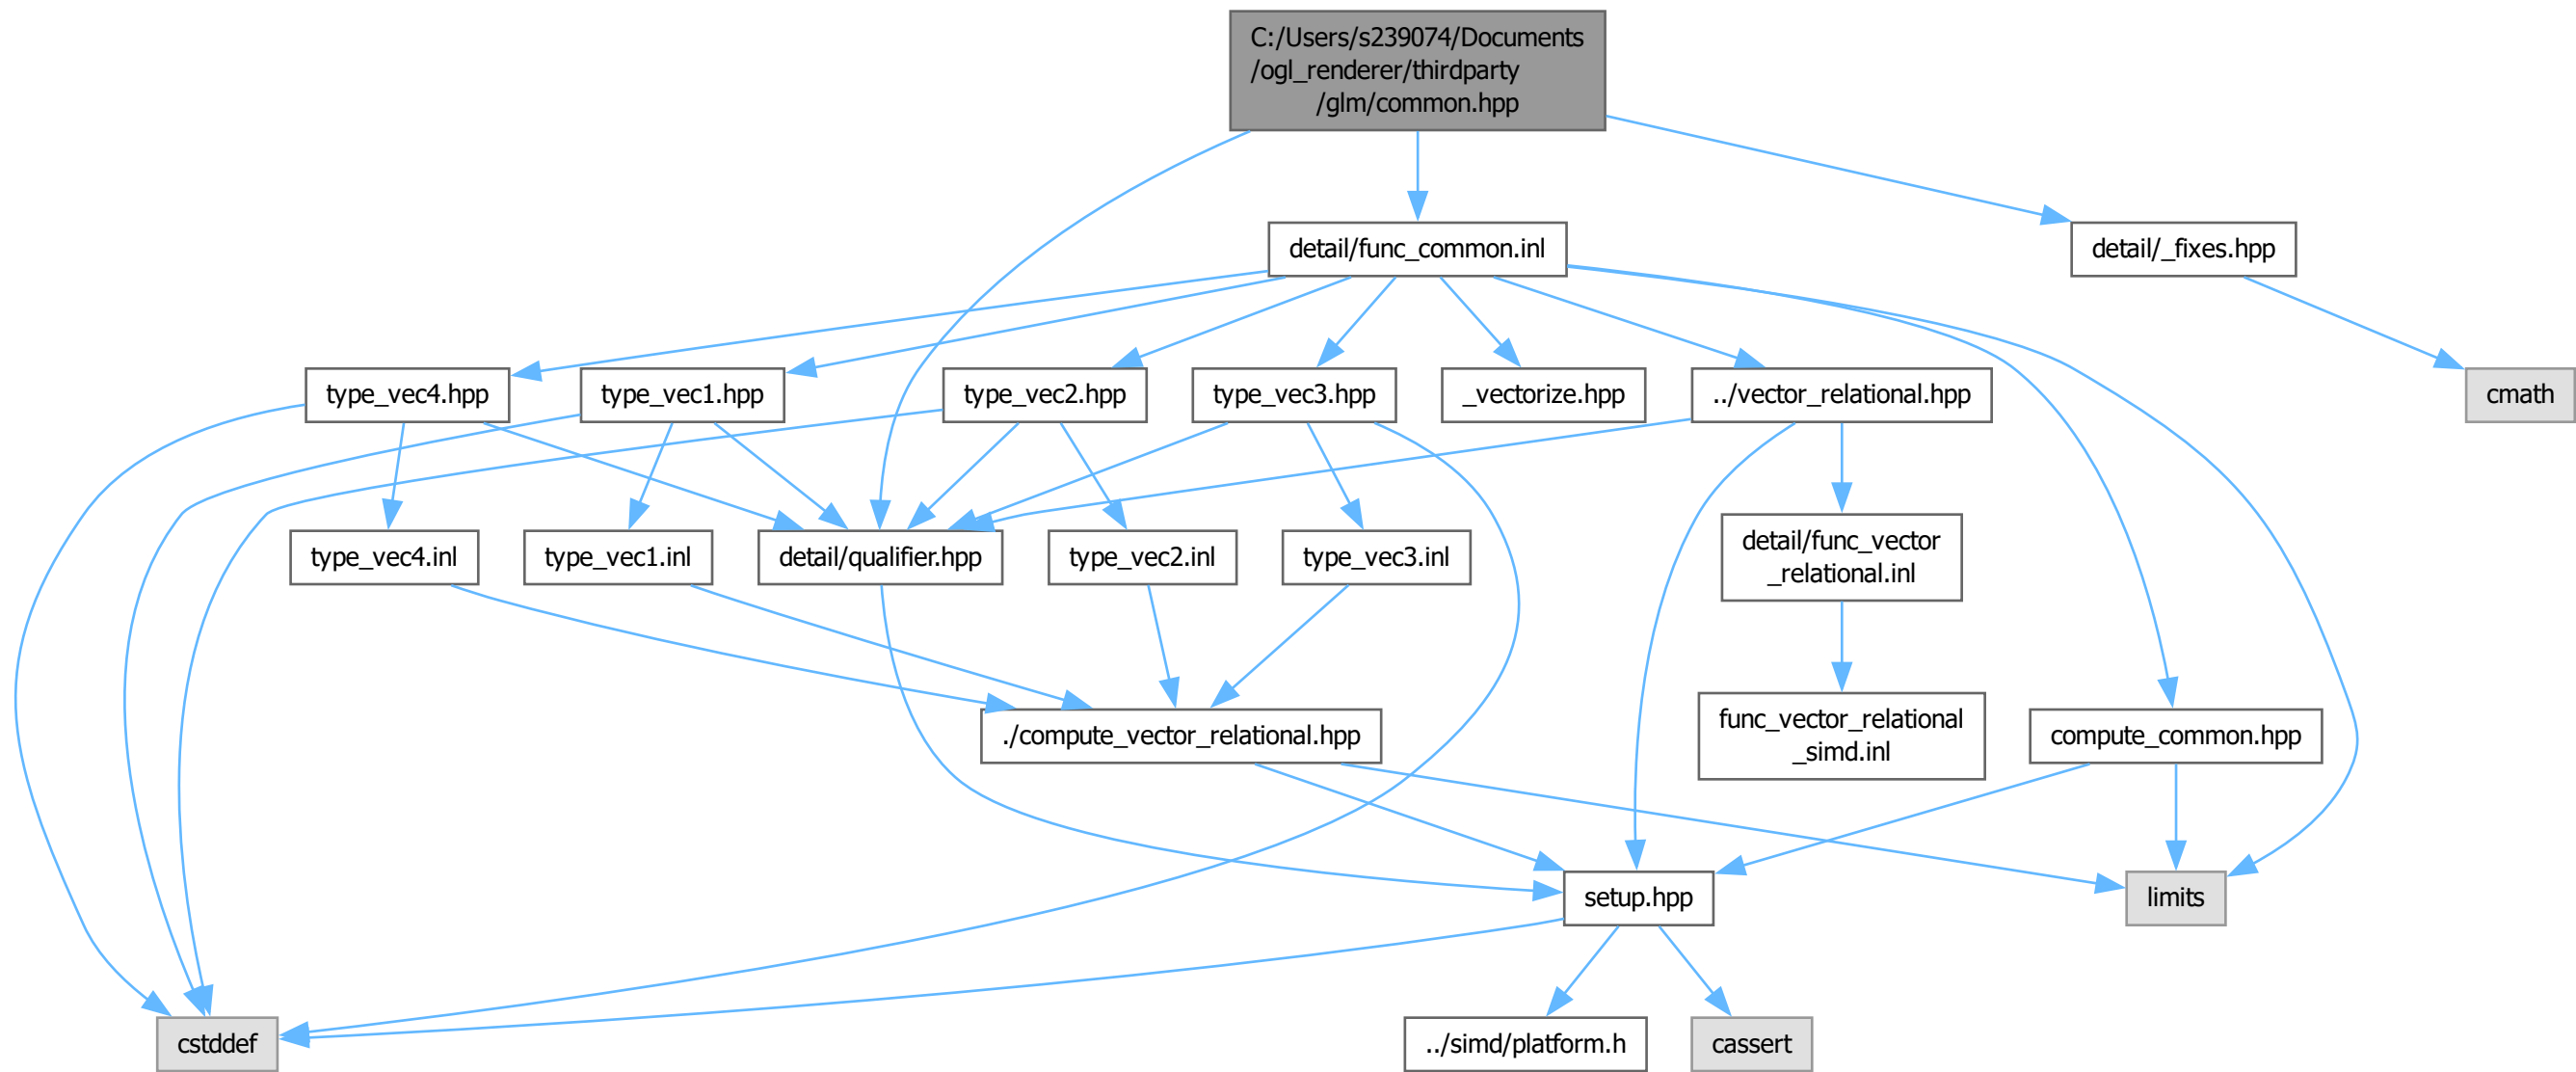 C:/Users/s239074/Documents
/ogl_renderer/thirdparty
/glm/common.hpp
detail/func_common.inl
detail/_fixes.hpp
type_vec4.hpp
type_vec1.hpp
type_vec2.hpp
type_vec3.hpp
_vectorize.hpp
../vector_relational.hpp
cmath
type_vec4.inl
type_vec1.inl
detail/qualifier.hpp
type_vec2.inl
type_vec3.inl
detail/func_vector
_relational.inl
./compute_vector_relational.hpp
func_vector_relational
_simd.inl
compute_common.hpp
setup.hpp
limits
cstddef
../simd/platform.h
cassert